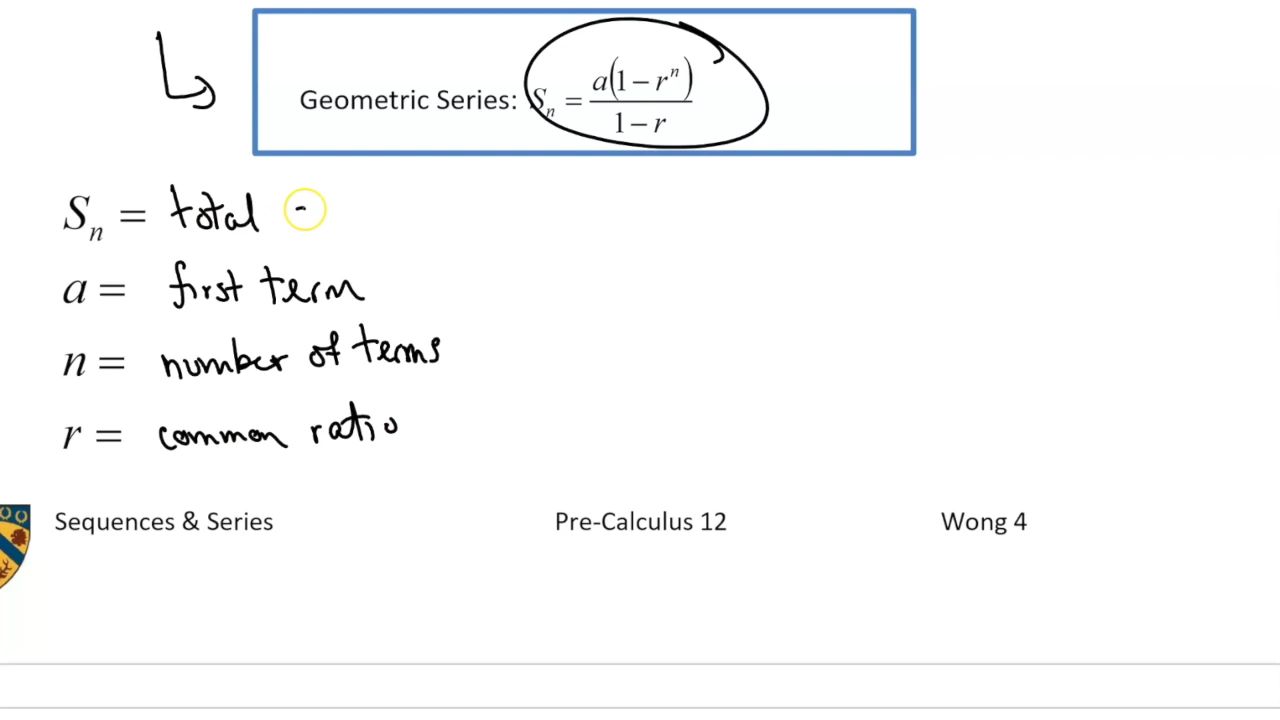 Geometric Series: Sₙ = a(1 − rⁿ) / (1 − r)
Sₙ = total
a = first term
n = number of terms
r = common ratio
Sequences & Series Pre-Calculus 12 Wong 4